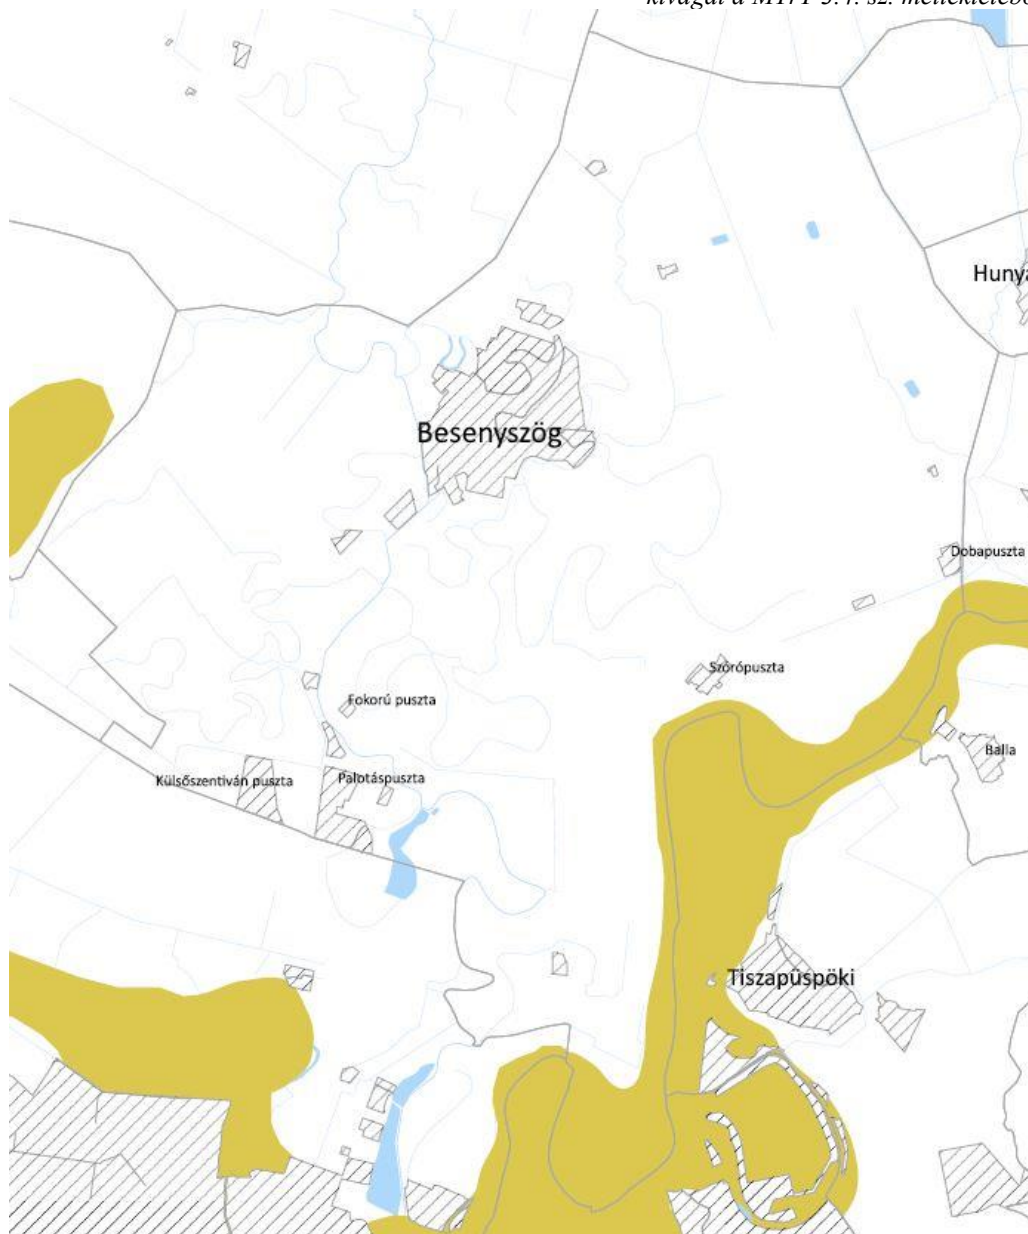 Hunya
Besenyszög
Dobapuszta
Szórópuszta
Fokorú puszta
Balla
Külsőszentiván puszta
Palotáspuszta
Tiszapüspöki